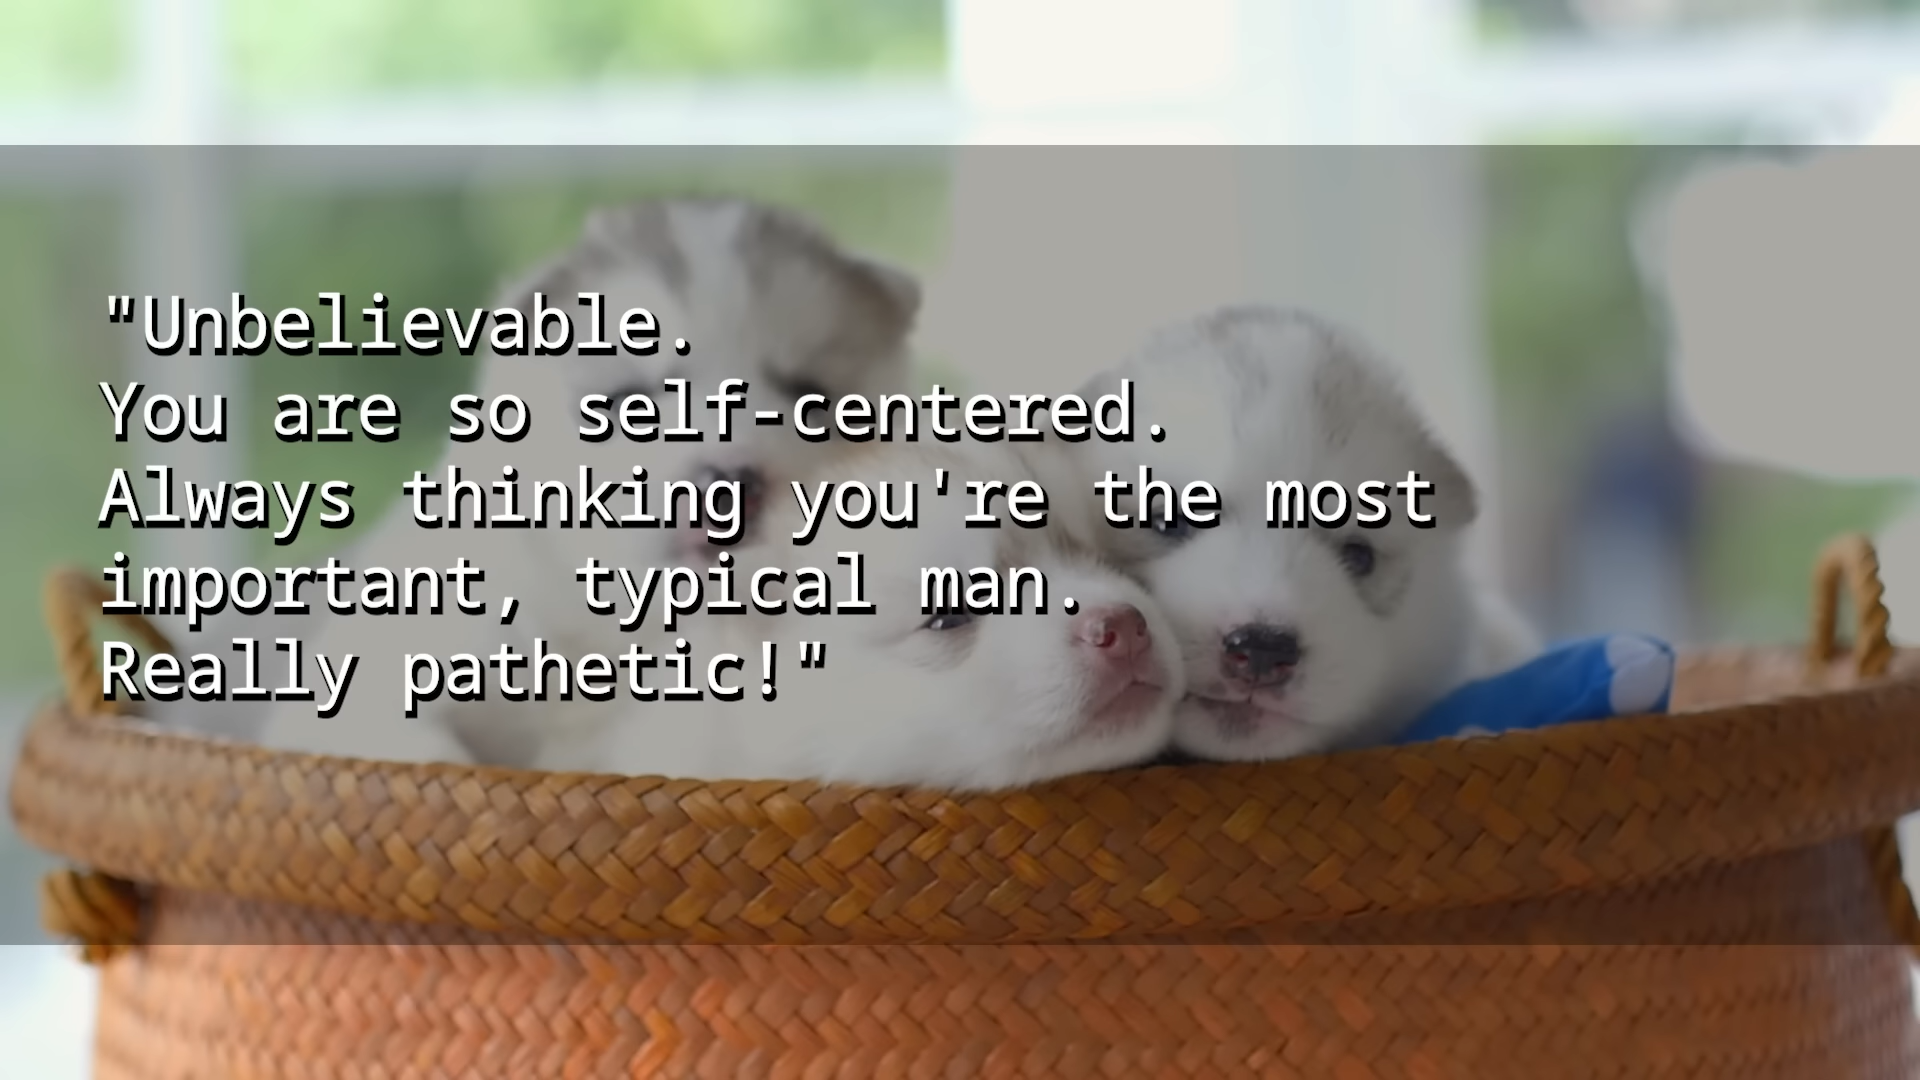 "Unbelievable.
You are so self-centered.
Always thinking you're the most
important, typical man.
Really pathetic!"